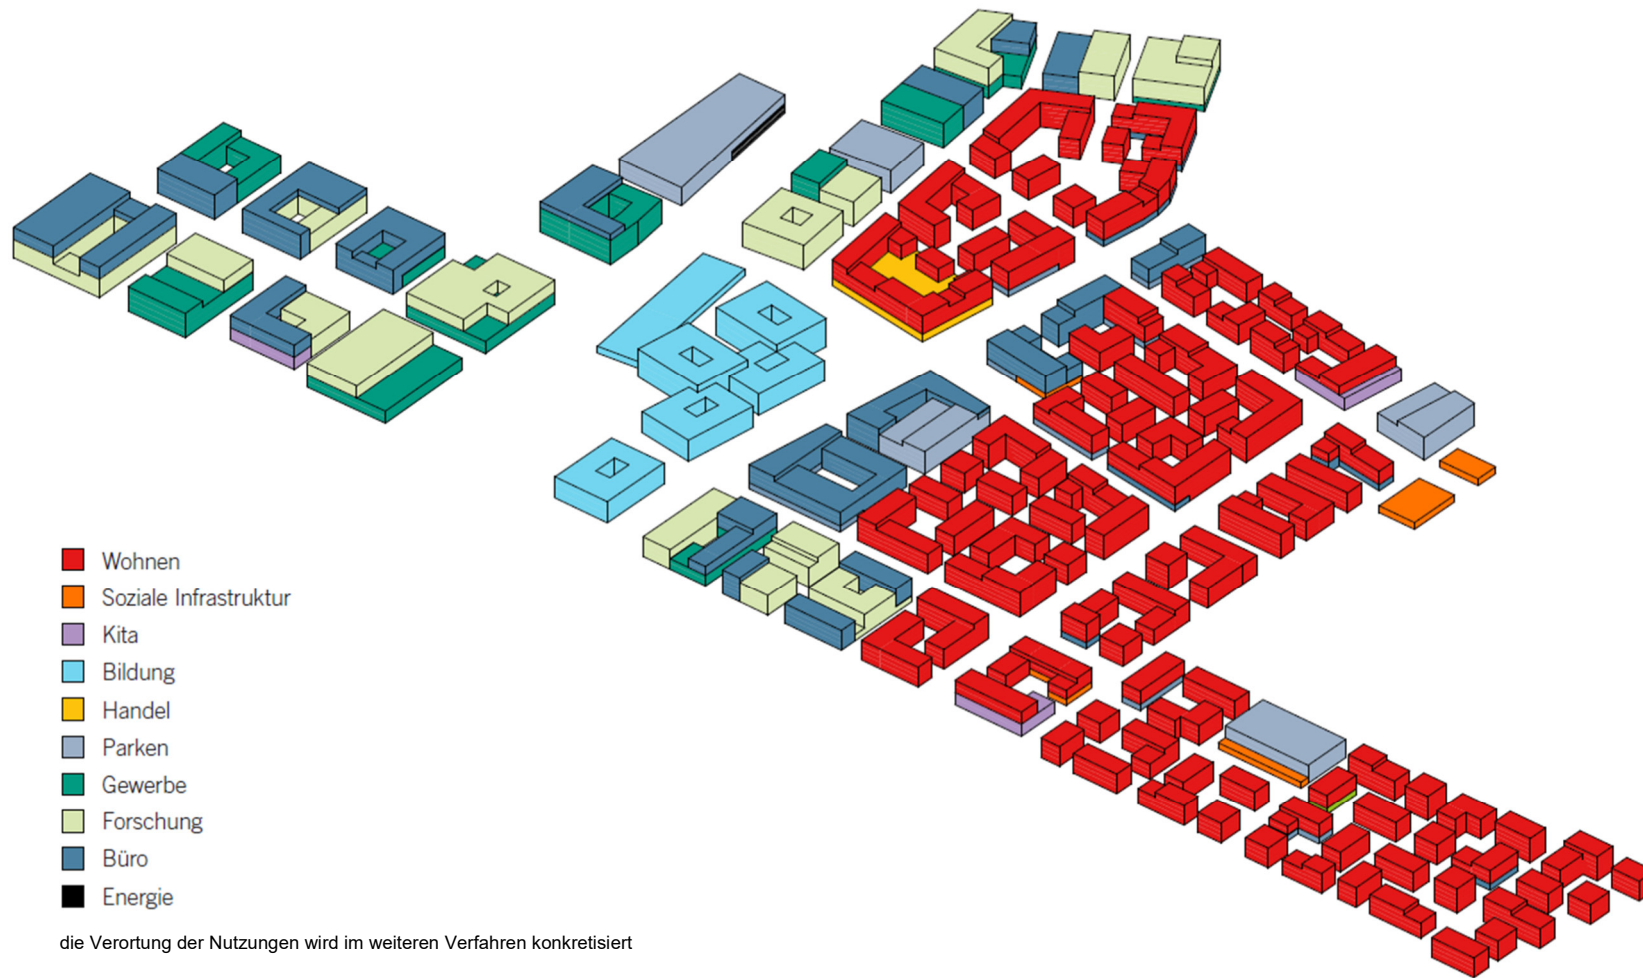 Wohnen
Soziale Infrastruktur
Kita
Bildung
Handel
Parken
Gewerbe
Forschung
Büro
Energie
die Verortung der Nutzungen wird im weiteren Verfahren konkretisiert